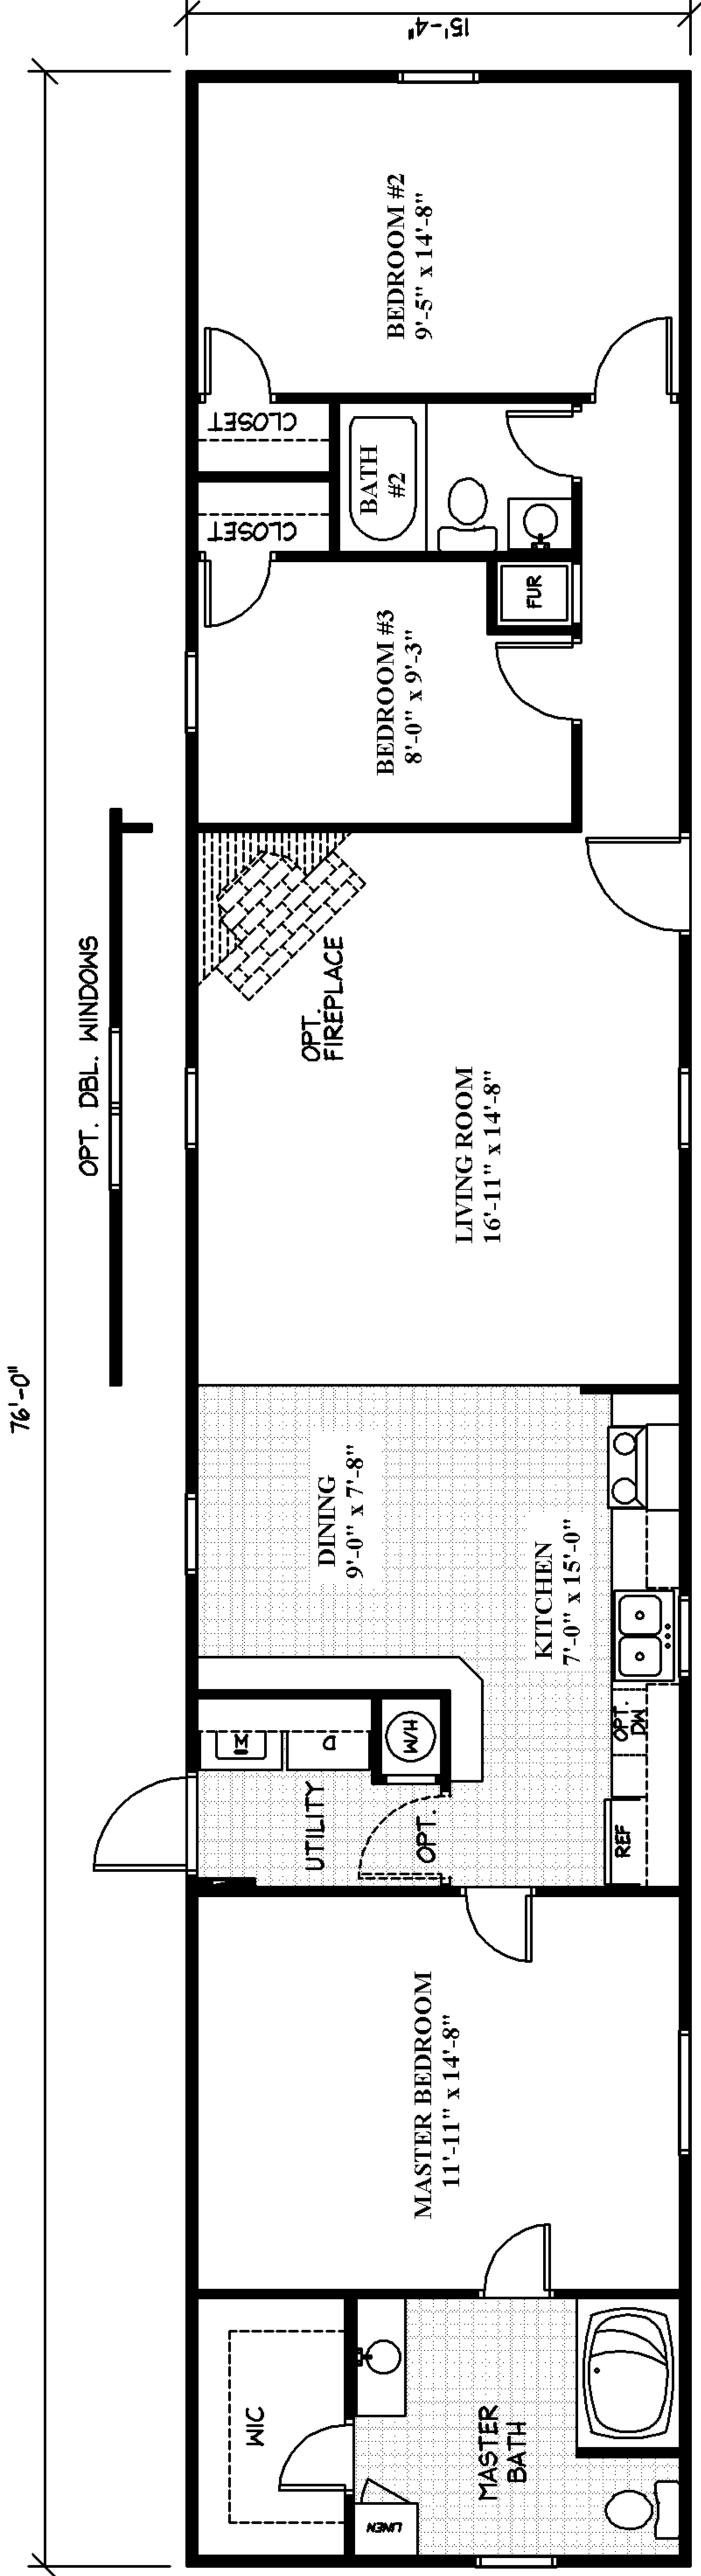 76'-0"
15'-4"
OPT. DBL. WINDOWS
WIC
LINEN
MASTER
BATH
MASTER BEDROOM
11'-11" x 14'-8"
UTILITY
OPT.
W
D
W/H
REF
OPT.
DW
KITCHEN
7'-0" x 15'-0"
DINING
9'-0" x 7'-8"
LIVING ROOM
16'-11" x 14'-8"
OPT.
FIREPLACE
BEDROOM #3
8'-0" x 9'-3"
FUR
CLOSET
CLOSET
BATH
#2
BEDROOM #2
9'-5" x 14'-8"